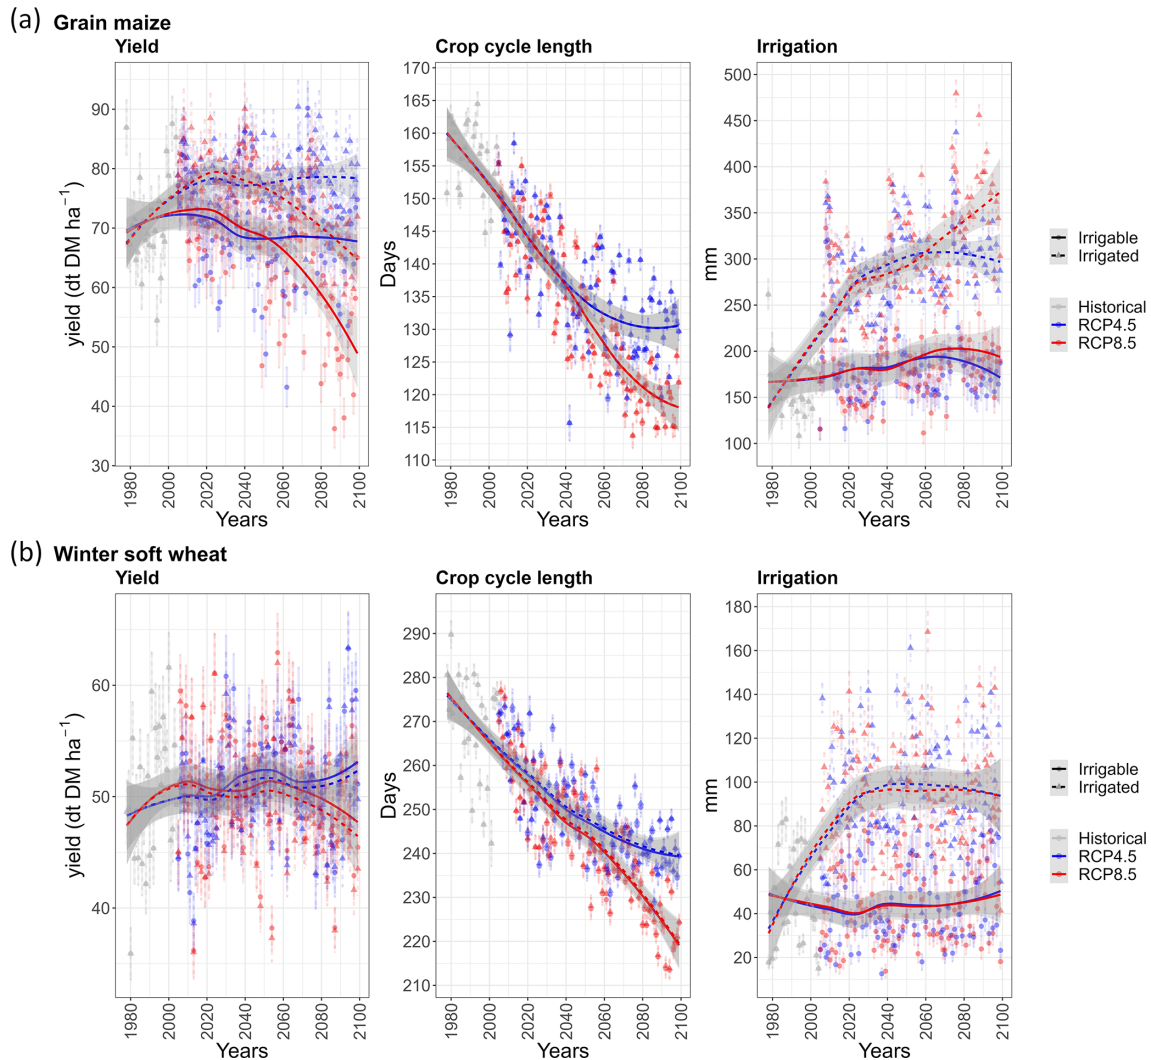 (a) Grain maize
Yield
yield (dt DM ha⁻¹)
90
80
70
60
50
40
30
1980 2000 2020 2040 2060 2080 2100
Years
Crop cycle length
Days
170
165
160
155
150
145
140
135
130
125
120
115
110
1980 2000 2020 2040 2060 2080 2100
Years
Irrigation
mm
500
450
400
350
300
250
200
150
100
1980 2000 2020 2040 2060 2080 2100
Years
Irrigable
Irrigated
Historical
RCP4.5
RCP8.5
(b) Winter soft wheat
Yield
yield (dt DM ha⁻¹)
60
50
40
1980 2000 2020 2040 2060 2080 2100
Years
Crop cycle length
Days
290
280
270
260
250
240
230
220
210
1980 2000 2020 2040 2060 2080 2100
Years
Irrigation
mm
180
160
140
120
100
80
60
40
20
1980 2000 2020 2040 2060 2080 2100
Years
Irrigable
Irrigated
Historical
RCP4.5
RCP8.5